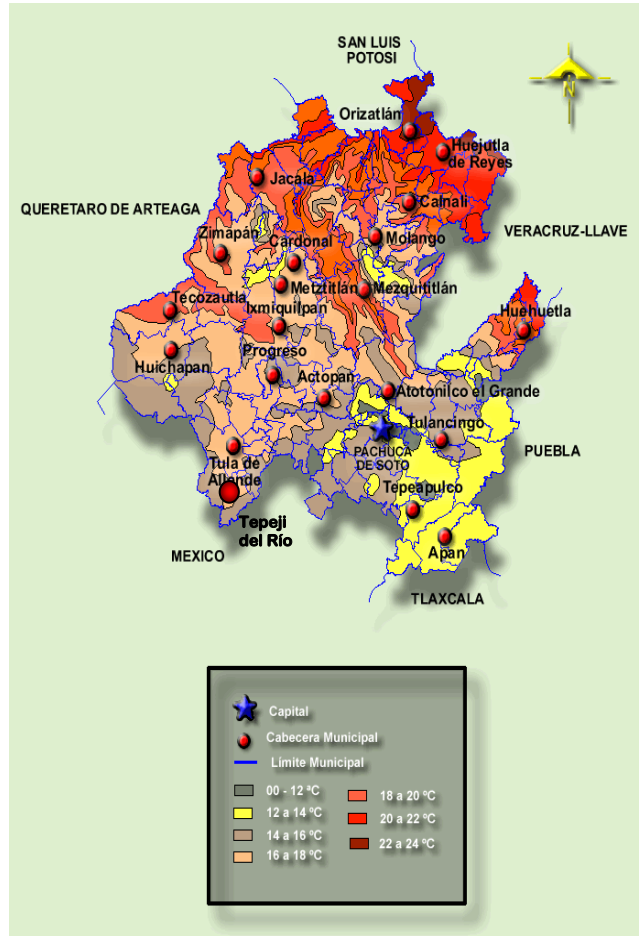 SAN LUIS
POTOSI
N
Orizatlán
Huejutla
de Reyes
Jacala
Calnali
QUERETARO DE ARTEAGA
VERACRUZ-LLAVE
Zimapán
Molango
Cardonal
Metztitlán
Mezquititlán
Tecozautla
Ixmiquilpan
Huehuetla
Huichapan
Progreso
Actopan
Atotonilco el Grande
Tulancingo
PACHUCA
DE SOTO
PUEBLA
Tula de
Allende
Tepeapulco
Tepeji
del Río
MEXICO
Apan
TLAXCALA
Capital
Cabecera Municipal
Límite Municipal
00 - 12 ºC
12 a 14 ºC
14 a 16 ºC
16 a 18 ºC
18 a 20 ºC
20 a 22 ºC
22 a 24 ºC